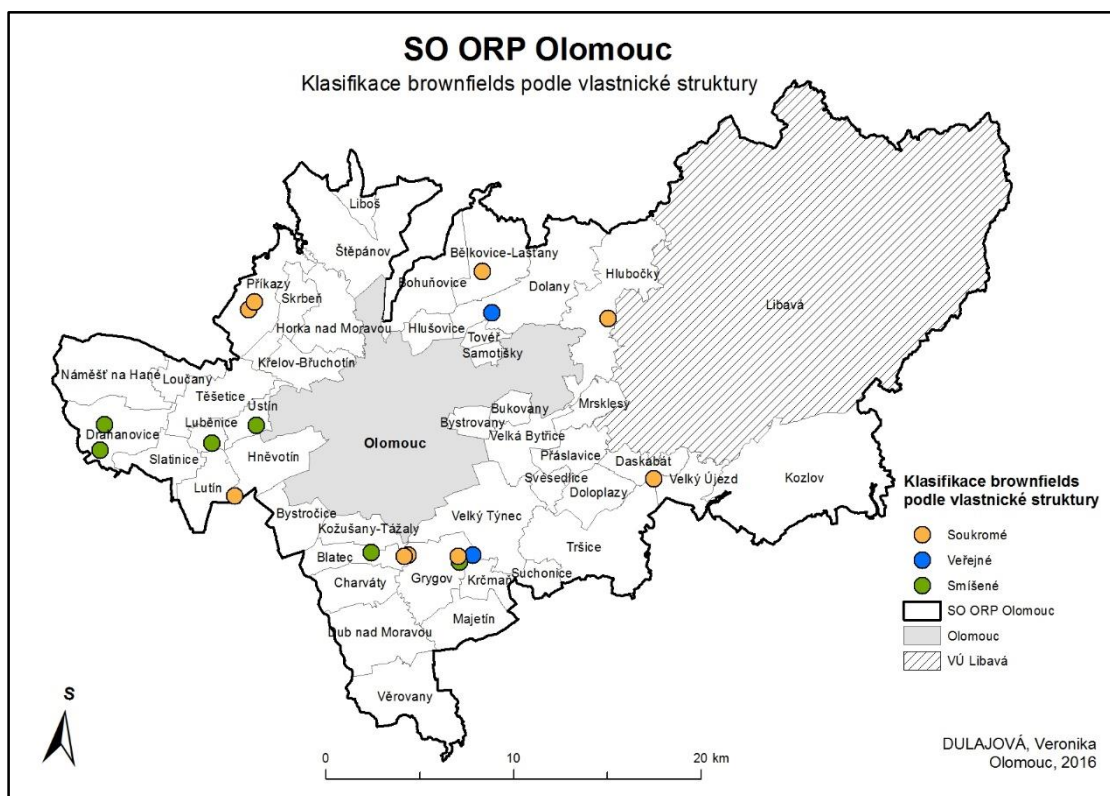 SO ORP Olomouc
Klasifikace brownfields podle vlastnické struktury
Liboš
Štěpánov
Bělkovice-Lašťany
Příkazy
Skrbeň
Bohuňovice
Dolany
Hlubočky
Libavá
Horka nad Moravou
Hlušovice
Tovéř
Samotišky
Křelov-Břuchotín
Náměšť na Hané
Loučany
Těšetice
Ústín
Bukovany
Mrsklesy
Luběnice
Bystrovany
Drahanovice
Olomouc
Velká Bytřice
Slatinice
Hněvotín
Přáslavice
Daskabát
Svésedlice
Velký Újezd
Kozlov
Lutín
Doloplazy
Bystročice
Velký Týnec
Kožušany-Tážaly
Tršice
Blatec
Grygov
Suchonice
Charváty
Krčmaň
Majetín
Dub nad Moravou
Věrovany
Klasifikace brownfields
podle vlastnické struktury
Soukromé
Veřejné
Smíšené
SO ORP Olomouc
Olomouc
VÚ Libavá
S
0 10 20 km
DULAJOVÁ, Veronika
Olomouc, 2016